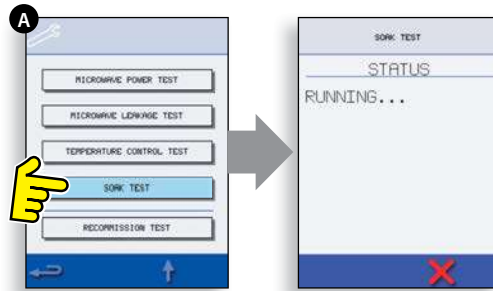 A
MICROWAVE POWER TEST
MICROWAVE LEAKAGE TEST
TEMPERATURE CONTROL TEST
SOAK TEST
RECOMMISSION TEST
SOAK TEST
STATUS
RUNNING...